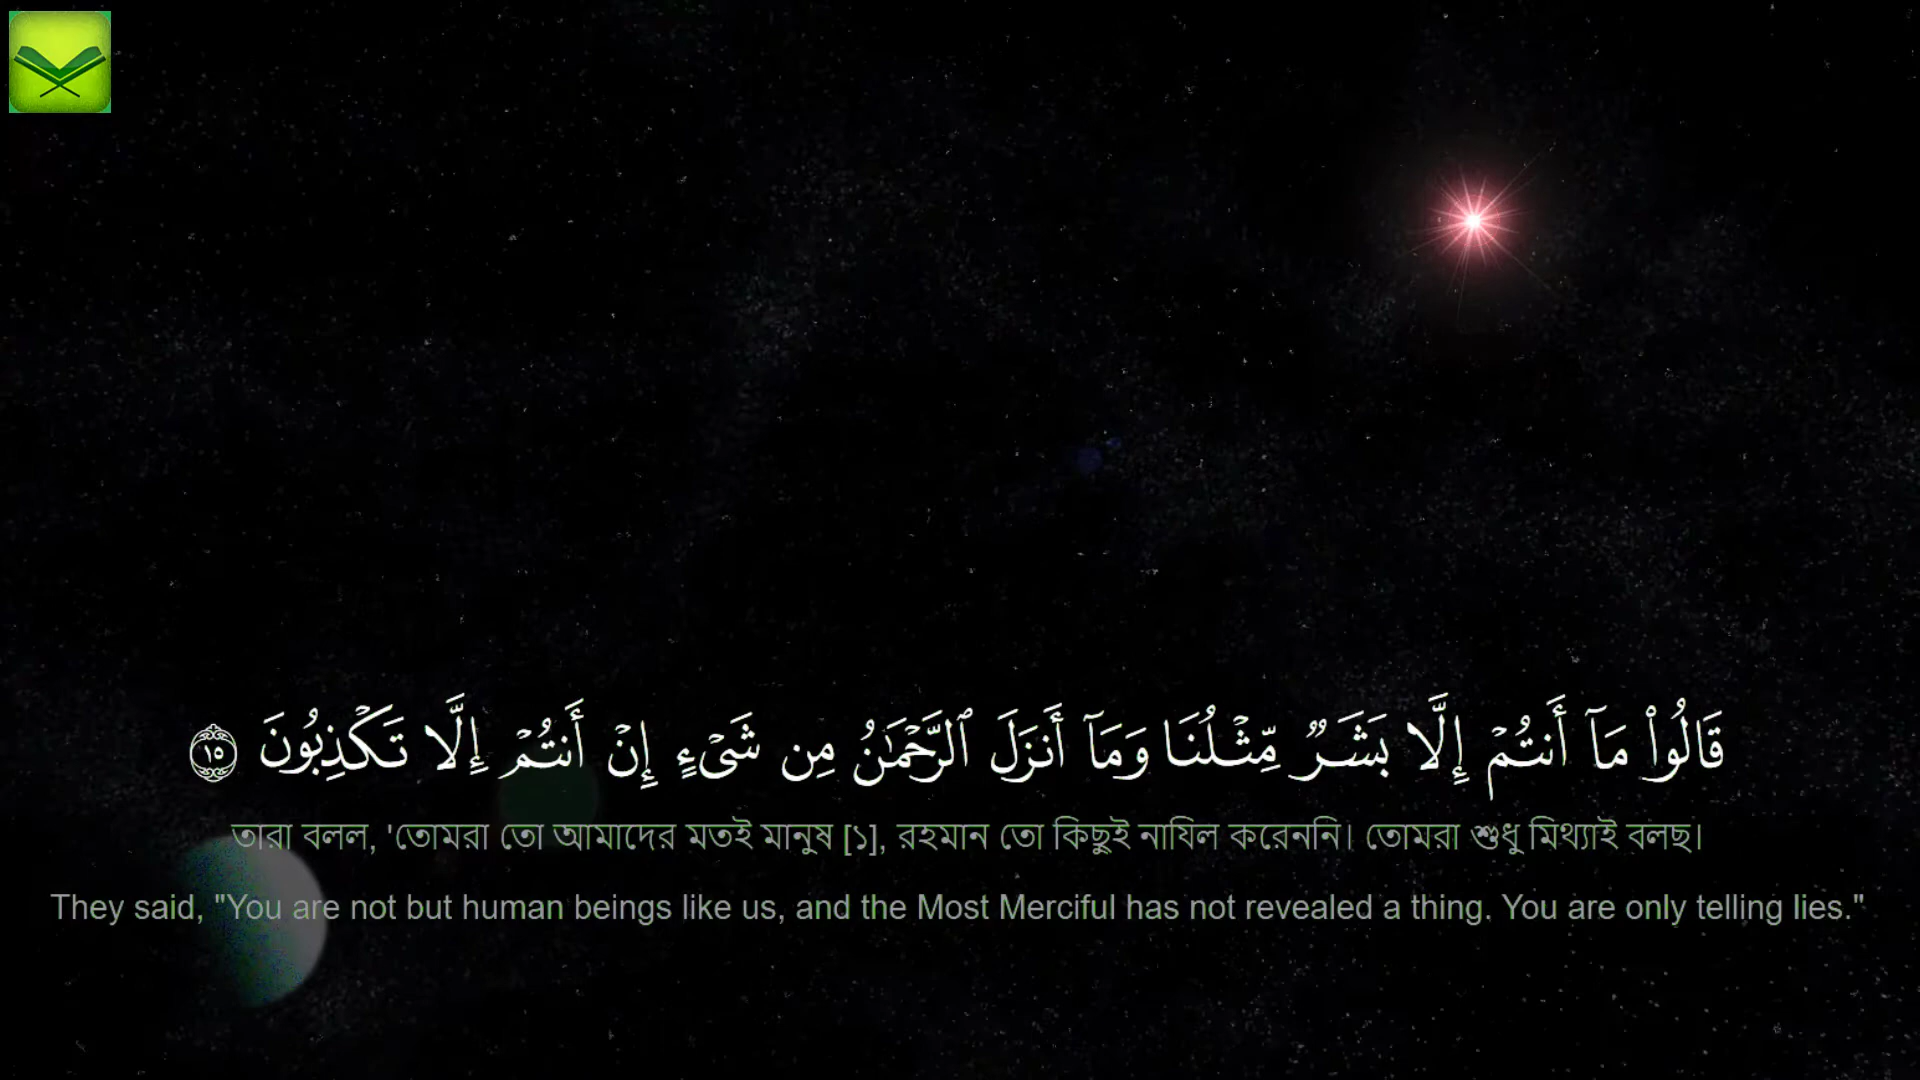 قَالُوا۟ مَآ أَنتُمْ إِلَّا بَشَرٌ مِّثْلُنَا وَمَآ أَنزَلَ ٱلرَّحْمَـٰنُ مِن شَىْءٍ إِنْ أَنتُمْ إِلَّا تَكْذِبُونَ ١٥
তারা বলল, 'তোমরা তো আমাদের মতই মানুষ [১], রহমান তো কিছুই নাযিল করেননি। তোমরা শুধু মিথ্যাই বলছ।
They said, "You are not but human beings like us, and the Most Merciful has not revealed a thing. You are only telling lies."